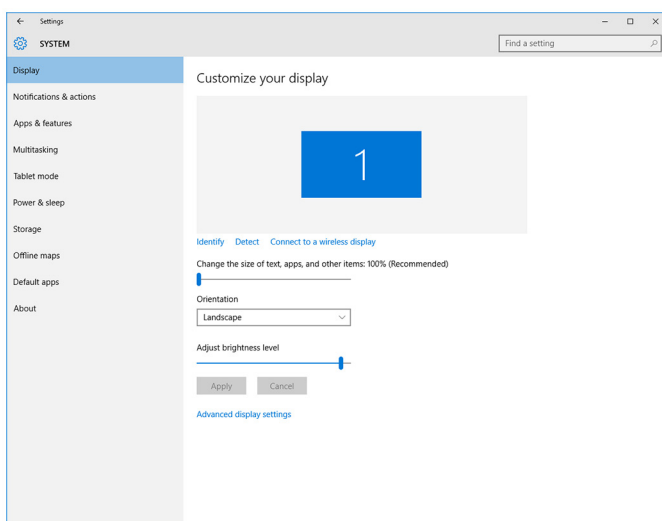 Settings
SYSTEM
Find a setting
Display
Notifications & actions
Apps & features
Multitasking
Tablet mode
Power & sleep
Storage
Offline maps
Default apps
About
Customize your display
1
Identify Detect Connect to a wireless display
Change the size of text, apps, and other items: 100% (Recommended)
Orientation
Landscape
Adjust brightness level
Apply Cancel
Advanced display settings